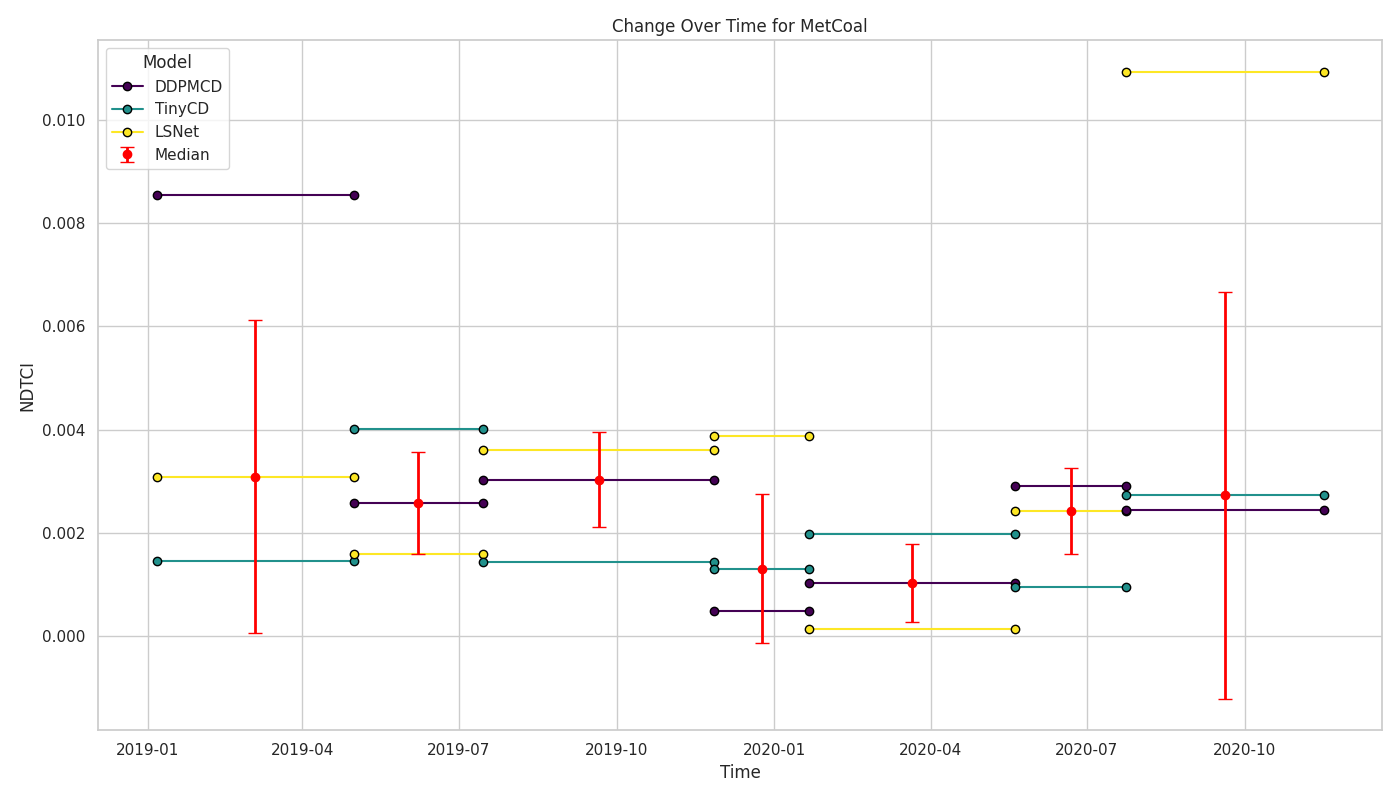 Change Over Time for MetCoal
Model
DDPMCD
TinyCD
LSNet
Median
NDTCI
0.010
0.008
0.006
0.004
0.002
0.000
2019-01
2019-04
2019-07
2019-10
2020-01
2020-04
2020-07
2020-10
Time